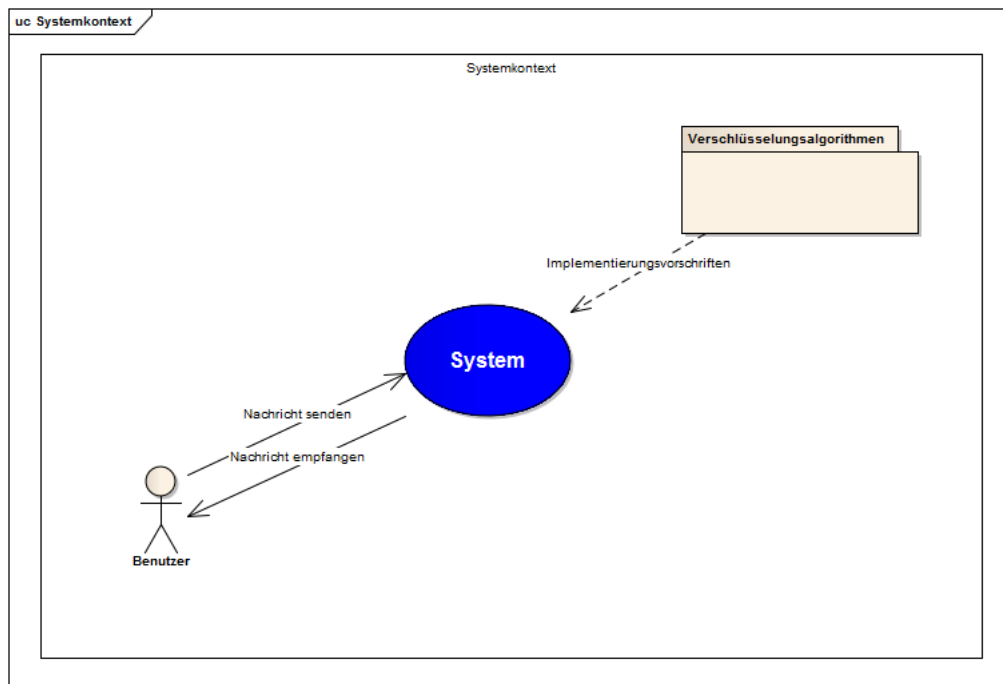 uc Systemkontext
Systemkontext
Verschlüsselungsalgorithmen
Implementierungsvorschriften
System
Nachricht senden
Nachricht empfangen
Benutzer